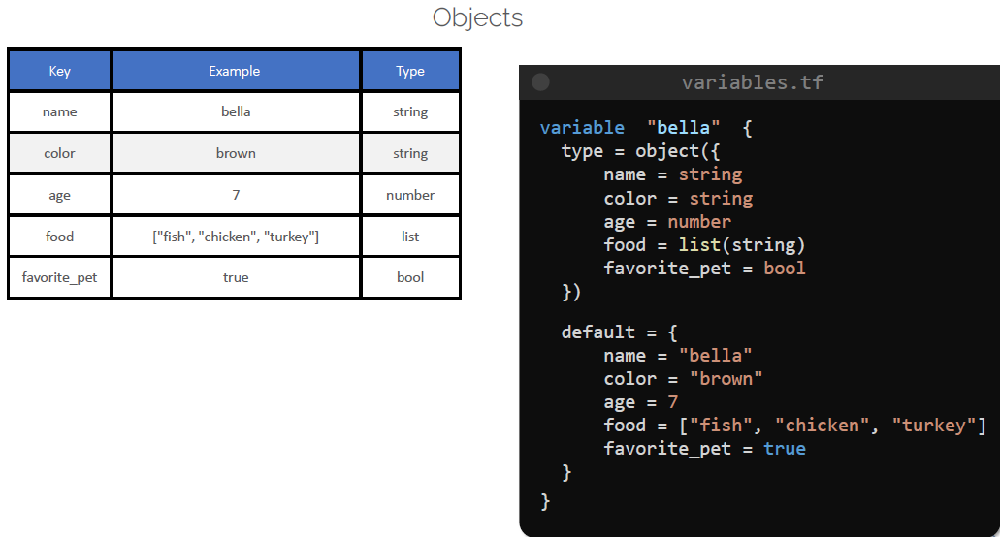 Objects
Key Example Type
name bella string
color brown string
age 7 number
food ["fish", "chicken", "turkey"] list
favorite_pet true bool
variables.tf
variable "bella" {
type = object({
name = string
color = string
age = number
food = list(string)
favorite_pet = bool
})
default = {
name = "bella"
color = "brown"
age = 7
food = ["fish", "chicken", "turkey"]
favorite_pet = true
}
}